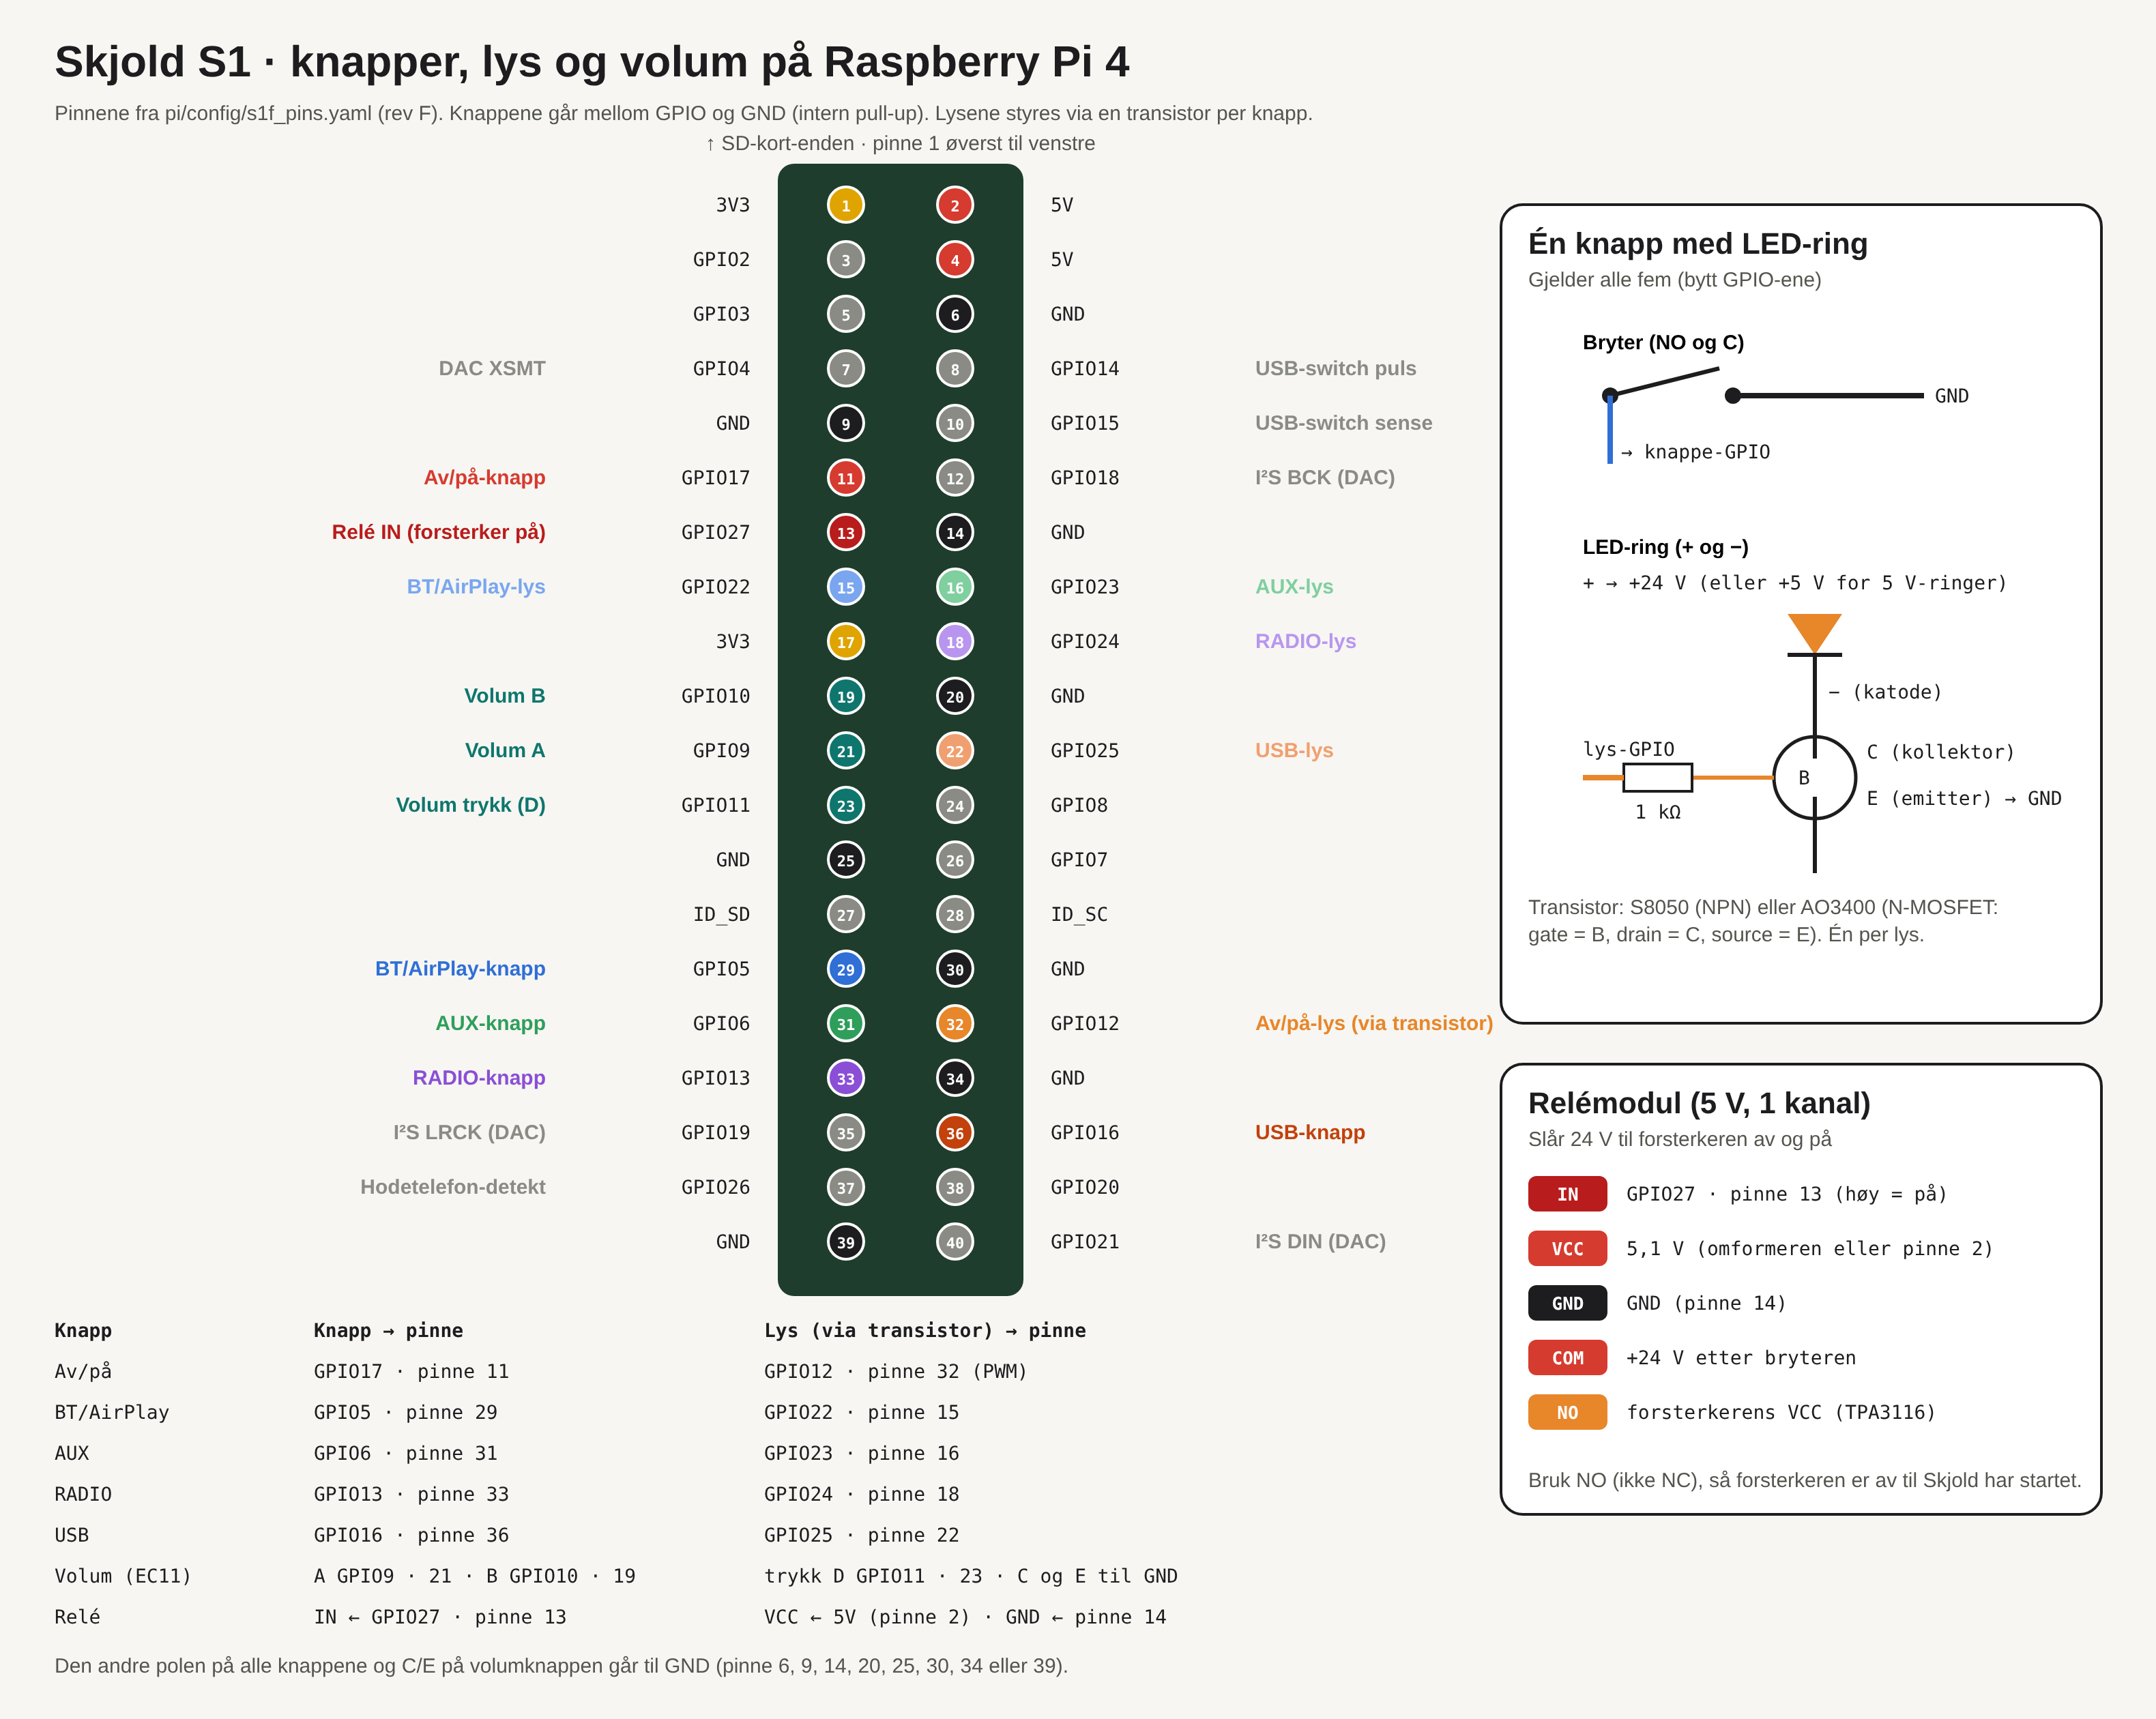 Skjold S1 · knapper, lys og volum på Raspberry Pi 4
Pinnene fra pi/config/s1f_pins.yaml (rev F). Knappene går mellom GPIO og GND (intern pull-up). Lysene styres via en transistor per knapp.
↑ SD-kort-enden · pinne 1 øverst til venstre
3V3 1 2 5V
GPIO2 3 4 5V
GPIO3 5 6 GND
DAC XSMT GPIO4 7 8 GPIO14 USB-switch puls
GND 9 10 GPIO15 USB-switch sense
Av/på-knapp GPIO17 11 12 GPIO18 I²S BCK (DAC)
Relé IN (forsterker på) GPIO27 13 14 GND
BT/AirPlay-lys GPIO22 15 16 GPIO23 AUX-lys
3V3 17 18 GPIO24 RADIO-lys
Volum B GPIO10 19 20 GND
Volum A GPIO9 21 22 GPIO25 USB-lys
Volum trykk (D) GPIO11 23 24 GPIO8
GND 25 26 GPIO7
ID_SD 27 28 ID_SC
BT/AirPlay-knapp GPIO5 29 30 GND
AUX-knapp GPIO6 31 32 GPIO12 Av/på-lys (via transistor)
RADIO-knapp GPIO13 33 34 GND
I²S LRCK (DAC) GPIO19 35 36 GPIO16 USB-knapp
Hodetelefon-detekt GPIO26 37 38 GPIO20
GND 39 40 GPIO21 I²S DIN (DAC)
Én knapp med LED-ring
Gjelder alle fem (bytt GPIO-ene)
Bryter (NO og C)
GND
→ knappe-GPIO
LED-ring (+ og −)
+ → +24 V (eller +5 V for 5 V-ringer)
− (katode)
lys-GPIO
C (kollektor)
B
E (emitter) → GND
1 kΩ
Transistor: S8050 (NPN) eller AO3400 (N-MOSFET:
gate = B, drain = C, source = E). Én per lys.
Relémodul (5 V, 1 kanal)
Slår 24 V til forsterkeren av og på
IN GPIO27 · pinne 13 (høy = på)
VCC 5,1 V (omformeren eller pinne 2)
GND GND (pinne 14)
COM +24 V etter bryteren
NO forsterkerens VCC (TPA3116)
Bruk NO (ikke NC), så forsterkeren er av til Skjold har startet.
Knapp Knapp → pinne Lys (via transistor) → pinne
Av/på GPIO17 · pinne 11 GPIO12 · pinne 32 (PWM)
BT/AirPlay GPIO5 · pinne 29 GPIO22 · pinne 15
AUX GPIO6 · pinne 31 GPIO23 · pinne 16
RADIO GPIO13 · pinne 33 GPIO24 · pinne 18
USB GPIO16 · pinne 36 GPIO25 · pinne 22
Volum (EC11) A GPIO9 · 21 · B GPIO10 · 19 trykk D GPIO11 · 23 · C og E til GND
Relé IN ← GPIO27 · pinne 13 VCC ← 5V (pinne 2) · GND ← pinne 14
Den andre polen på alle knappene og C/E på volumknappen går til GND (pinne 6, 9, 14, 20, 25, 30, 34 eller 39).